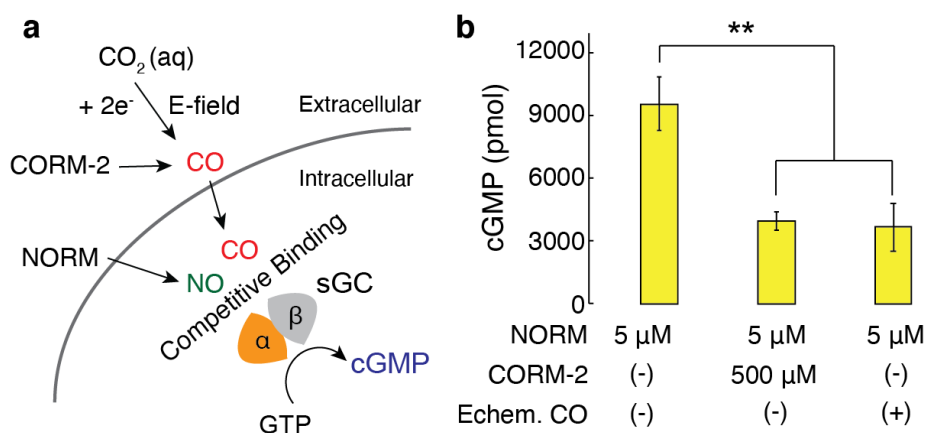 a
CO2 (aq)
+ 2e- E-field
Extracellular
CORM-2
CO
Intracellular
CO
NORM
NO
Competitive Binding
sGC
β
α
cGMP
GTP
b
**
cGMP (pmol)
12000
9000
6000
3000
0
NORM 5 µM 5 µM 5 µM
CORM-2 (-) 500 µM (-)
Echem. CO (-) (-) (+)